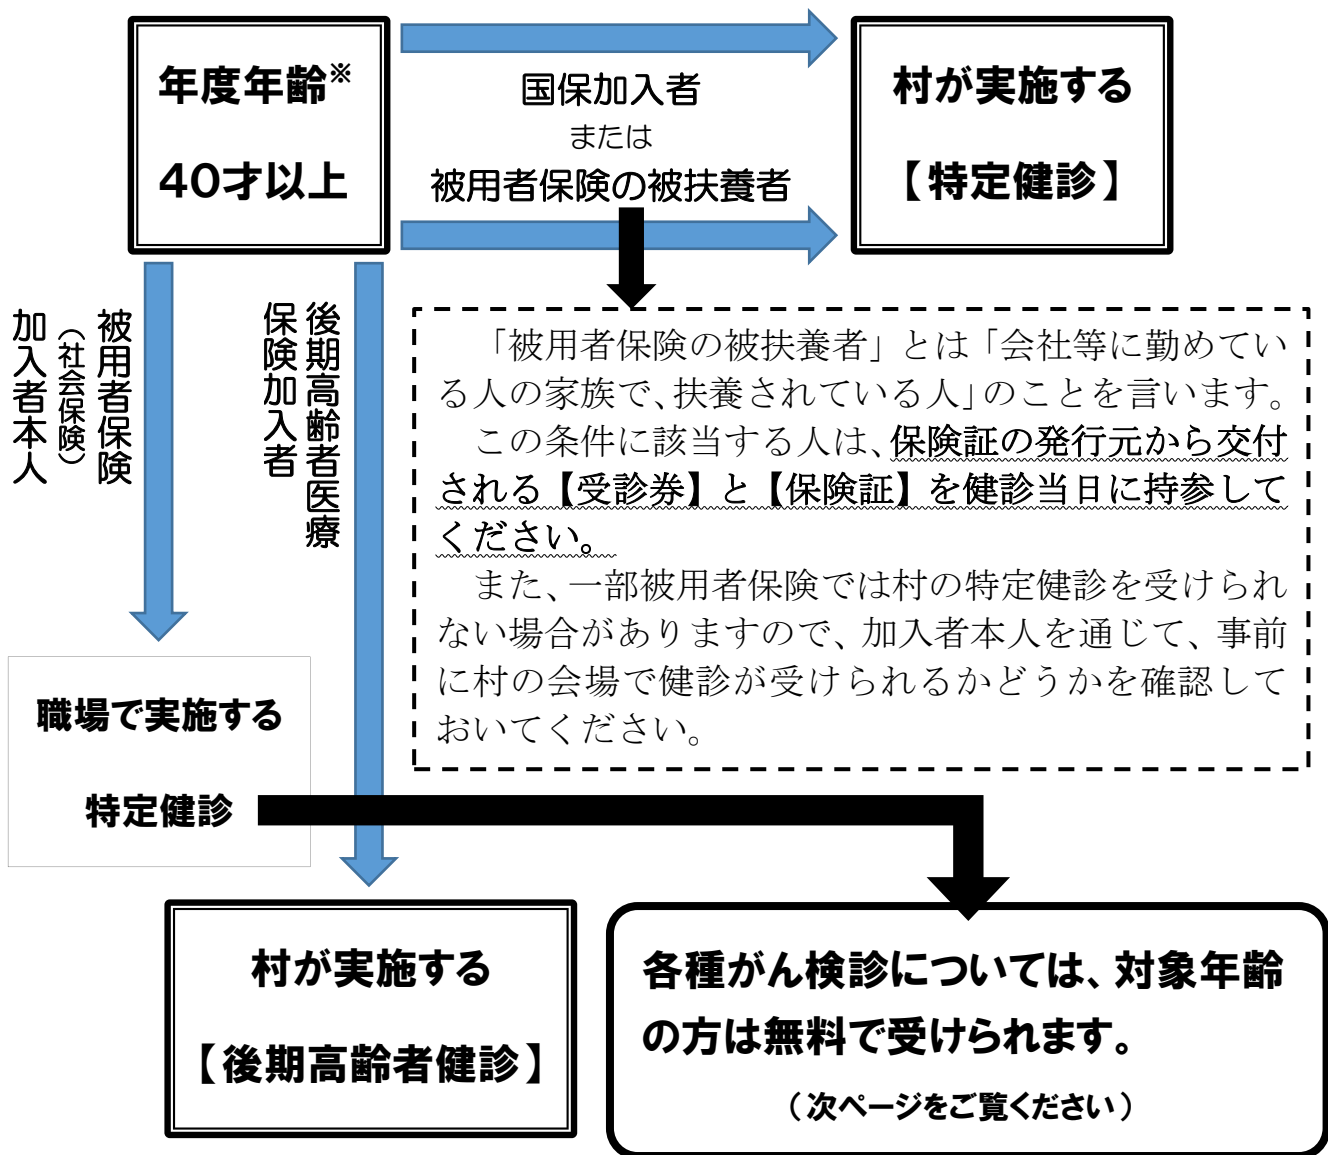 年度年齢※
40才以上
国保加入者
または
被用者保険の被扶養者
村が実施する
【特定健診】
被用者保険
（社会保険）
加入者本人
後期高齢者医療
保険加入者
「被用者保険の被扶養者」とは「会社等に勤めてい
る人の家族で、扶養されている人」のことを言います。
この条件に該当する人は、保険証の発行元から交付
される【受診券】と【保険証】を健診当日に持参して
ください。
また、一部被用者保険では村の特定健診を受けられ
ない場合がありますので、加入者本人を通じて、事前
に村の会場で健診が受けられるかどうかを確認して
おいてください。
職場で実施する
特定健診
村が実施する
【後期高齢者健診】
各種がん検診については、対象年齢
の方は無料で受けられます。
（次ページをご覧ください）